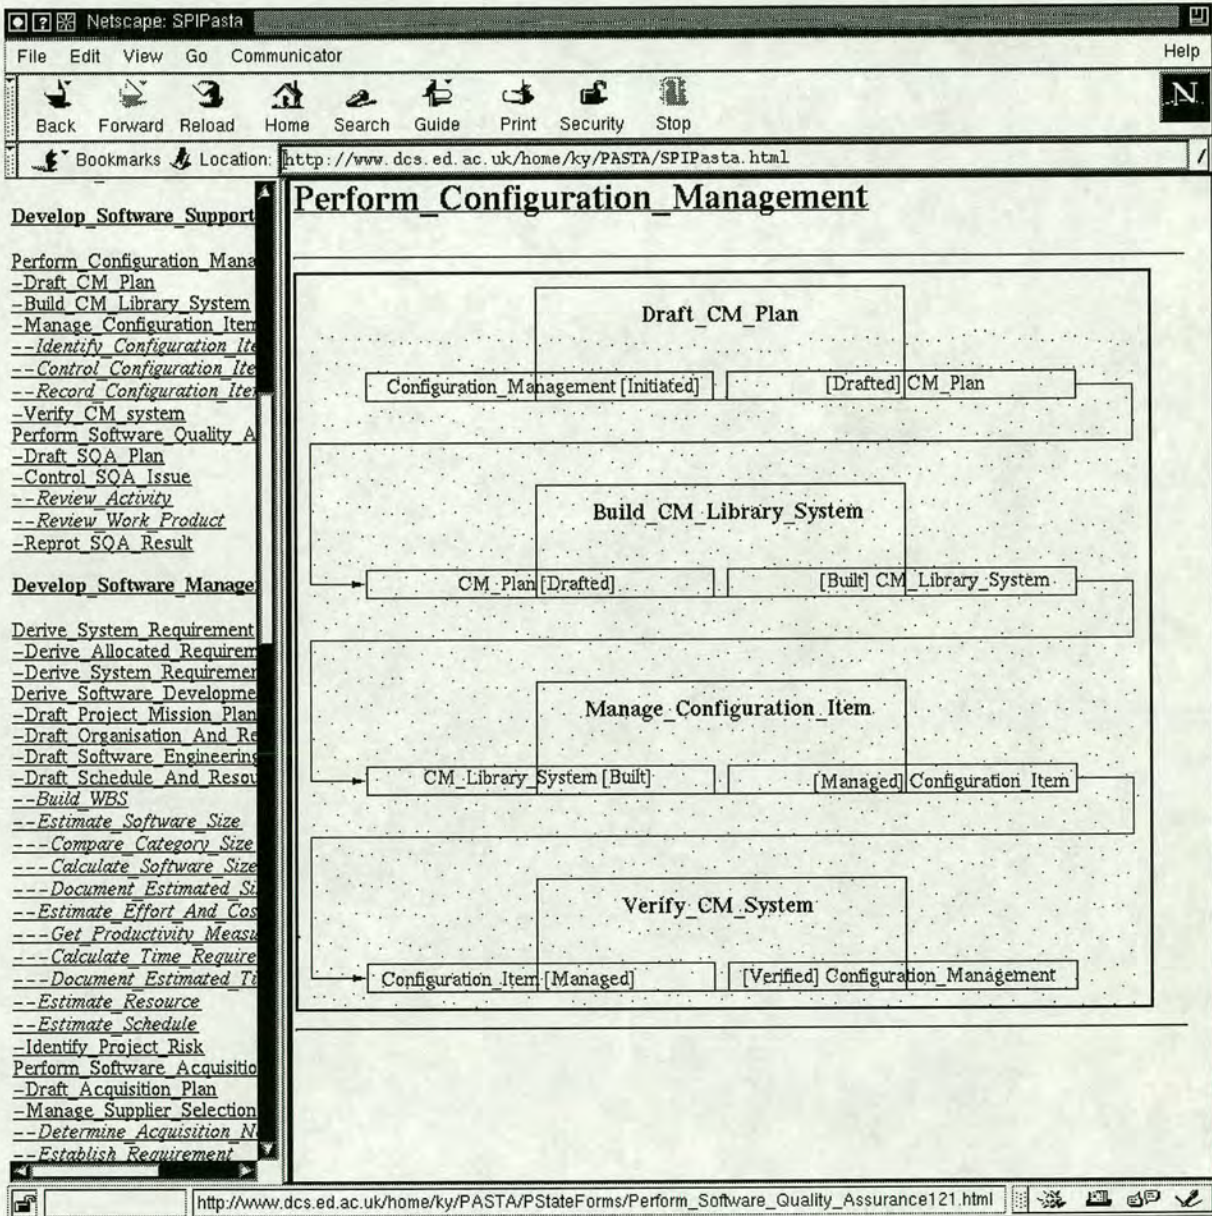 Netscape: SPIPasta
File Edit View Go Communicator Help
Back Forward Reload Home Search Guide Print Security Stop
N
Bookmarks Location: http://www.dcs.ed.ac.uk/home/ky/PASTA/SPIPasta.html
Develop_Software_Support
Perform_Configuration_Mana
-Draft_CM_Plan
-Build_CM_Library_System
-Manage_Configuration_Item
--Identify_Configuration_Ite
--Control_Configuration_Ite
--Record_Configuration_Iter
-Verify_CM_system
Perform_Software_Quality_A
-Draft_SQA_Plan
-Control_SQA_Issue
--Review_Activity
--Review_Work_Product
-Reprot_SQA_Result
Develop_Software_Manage
Derive_System_Requirement
-Derive_Allocated_Requirem
-Derive_System_Requiremen
Derive_Software_Developme
-Draft_Project_Mission_Plan
-Draft_Organisation_And_Re
-Draft_Software_Engineering
-Draft_Schedule_And_Resou
--Build_WBS
--Estimate_Software_Size
---Compare_Category_Size
---Calculate_Software_Size
---Document_Estimated_Si
--Estimate_Effort_And_Cos
---Get_Productivity_Measu
---Calculate_Time_Require
---Document_Estimated_Ti
--Estimate_Resource
--Estimate_Schedule
-Identify_Project_Risk
Perform_Software_Acquisitio
-Draft_Acquisition_Plan
-Manage_Supplier_Selection
--Determine_Acquisition_N
--Establish_Requirement
Perform_Configuration_Management
Draft_CM_Plan
Configuration_Management [Initiated] [Drafted] CM_Plan
Build_CM_Library_System
CM_Plan [Drafted] [Built] CM_Library_System
Manage_Configuration_Item
CM_Library_System [Built] [Managed] Configuration_Item
Verify_CM_System
Configuration_Item [Managed] [Verified] Configuration_Management
http://www.dcs.ed.ac.uk/home/ky/PASTA/PStateForms/Perform_Software_Quality_Assurance121.html